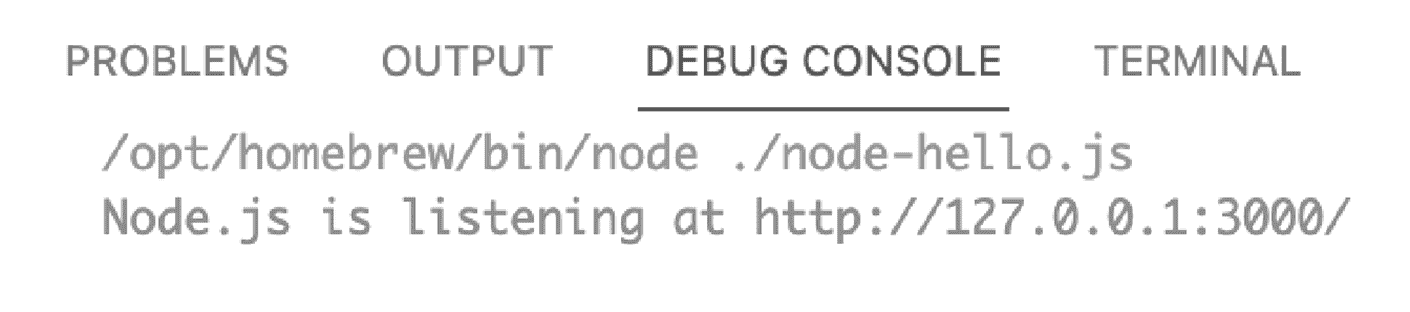 PROBLEMS OUTPUT DEBUG CONSOLE TERMINAL
/opt/homebrew/bin/node ./node-hello.js
Node.js is listening at http://127.0.0.1:3000/